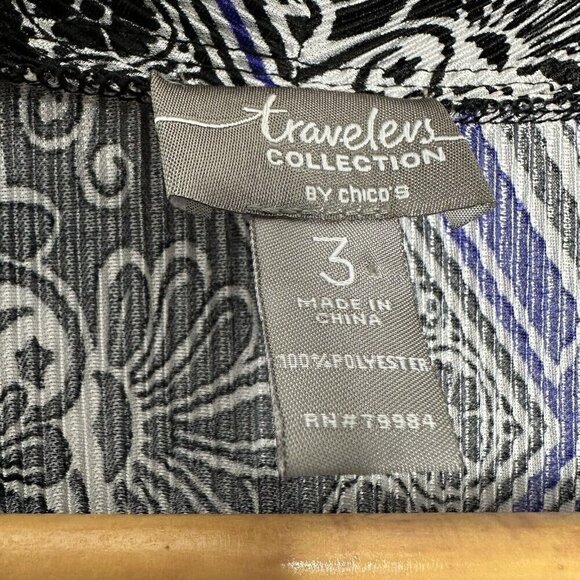 travelers
COLLECTION
BY chico's
3
MADE IN
CHINA
100%POLYESTER
RN#79984